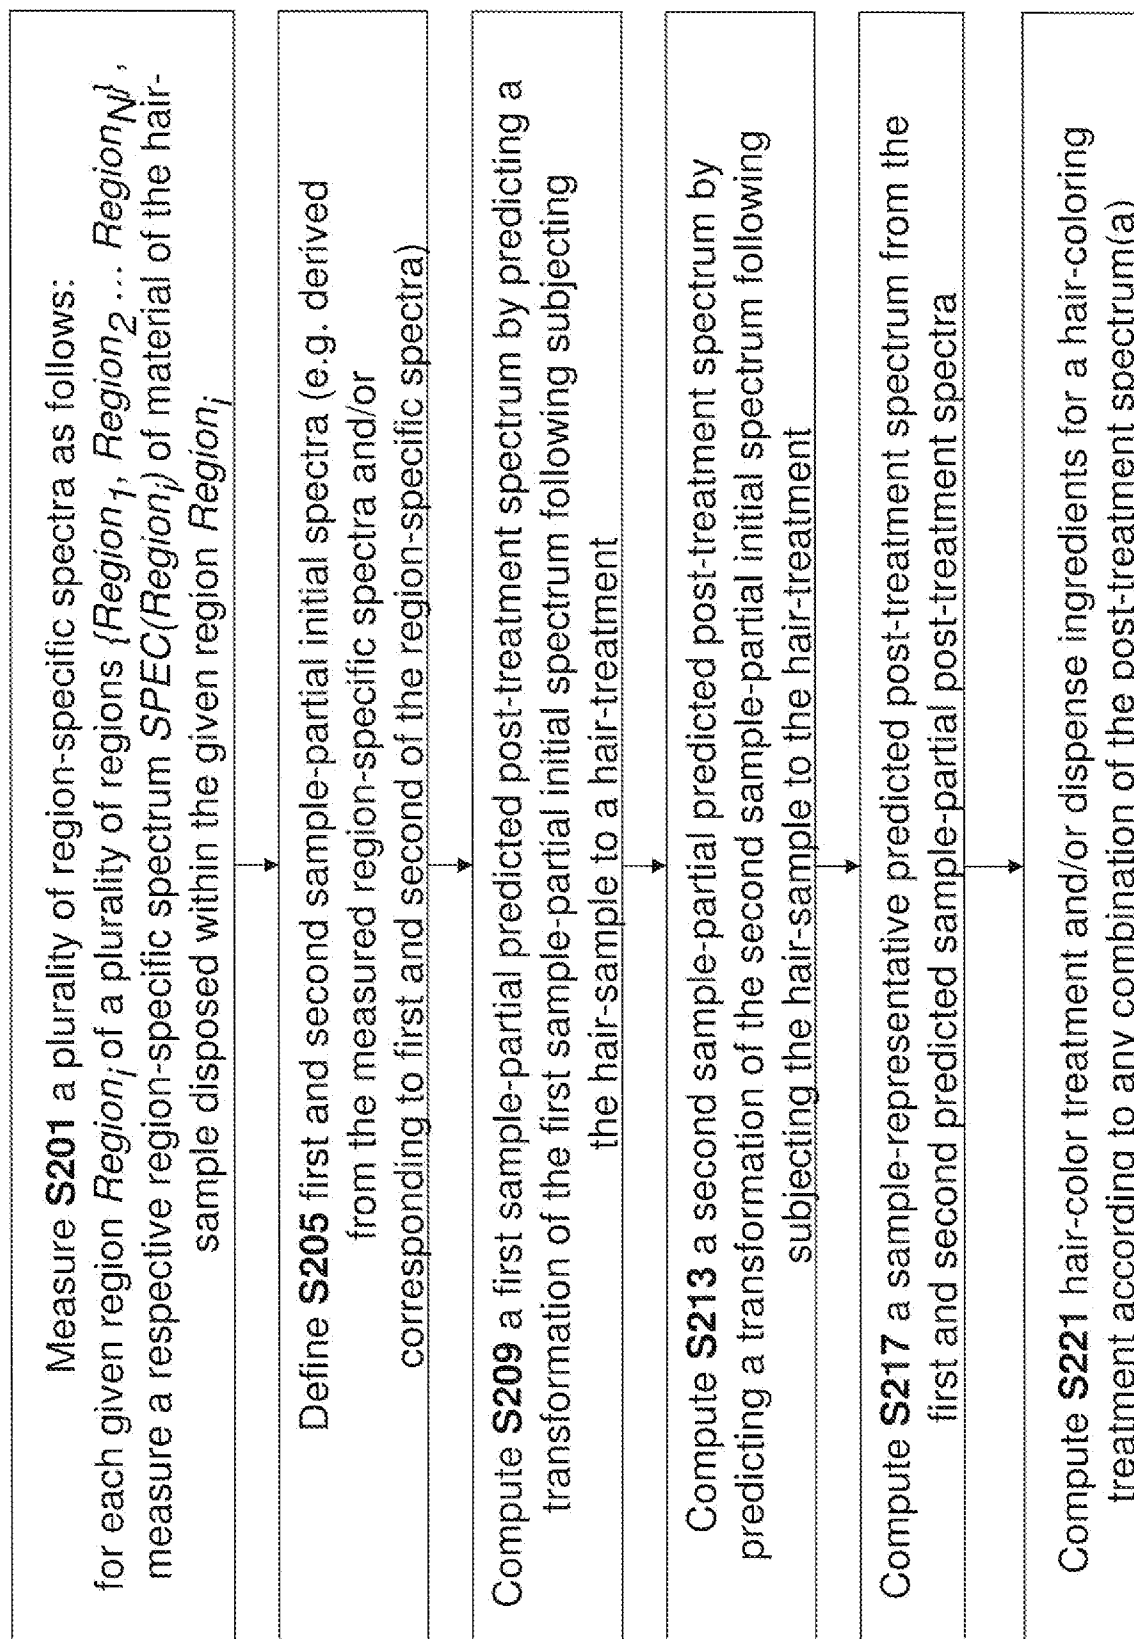 Measure S201 a plurality of region-specific spectra as follows:
for each given region Region_i of a plurality of regions {Region_1, Region_2 ... Region_N} ,
measure a respective region-specific spectrum SPEC(Region_i) of material of the hair-
sample disposed within the given region Region_i
Define S205 first and second sample-partial initial spectra (e.g. derived
from the measured region-specific spectra and/or
corresponding to first and second of the region-specific spectra)
Compute S209 a first sample-partial predicted post-treatment spectrum by predicting a
transformation of the first sample-partial initial spectrum following subjecting
the hair-sample to a hair-treatment
Compute S213 a second sample-partial predicted post-treatment spectrum by
predicting a transformation of the second sample-partial initial spectrum following
subjecting the hair-sample to the hair-treatment
Compute S217 a sample-representative predicted post-treatment spectrum from the
first and second predicted sample-partial post-treatment spectra
Compute S221 hair-color treatment and/or dispense ingredients for a hair-coloring
treatment according to any combination of the post-treatment spectrum(a)